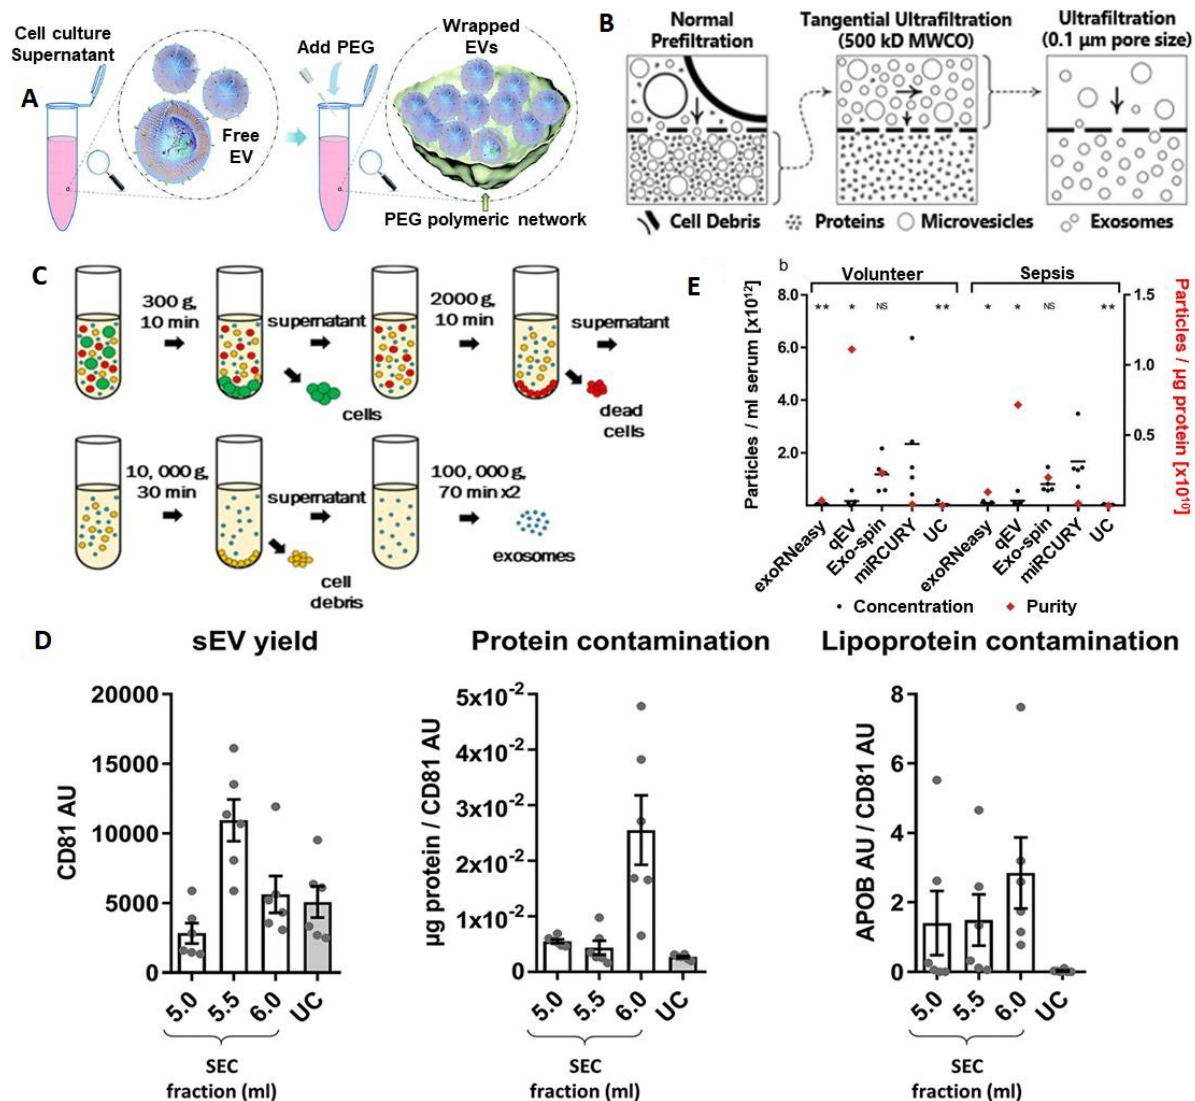 A
Cell culture
Supernatant
Free
EV
Add PEG
Wrapped
EVs
PEG polymeric network
B
Normal
Prefiltration
Tangential Ultrafiltration
(500 kD MWCO)
Ultrafiltration
(0.1 μm pore size)
Cell Debris
Proteins
Microvesicles
Exosomes
C
300 g,
10 min
supernatant
cells
2000 g,
10 min
supernatant
dead
cells
10, 000 g,
30 min
supernatant
cell
debris
100, 000 g,
70 min x2
exosomes
E
b
Volunteer
Sepsis
** * NS **
* * NS **
Particles / ml serum [x10¹²]
8.0
6.0
4.0
2.0
Particles / μg protein [x10¹⁰]
1.5
1.0
0.5
exoRNeasy
qEV
Exo-spin
miRCURY
UC
exoRNeasy
qEV
Exo-spin
miRCURY
UC
Concentration
Purity
D
sEV yield
CD81 AU
20000
15000
10000
5000
0
5.0
5.5
6.0
UC
SEC
fraction (ml)
Protein contamination
μg protein / CD81 AU
5x10⁻²
4x10⁻²
3x10⁻²
2x10⁻²
1x10⁻²
0
5.0
5.5
6.0
UC
SEC
fraction (ml)
Lipoprotein contamination
APOB AU / CD81 AU
8
6
4
2
0
5.0
5.5
6.0
UC
SEC
fraction (ml)